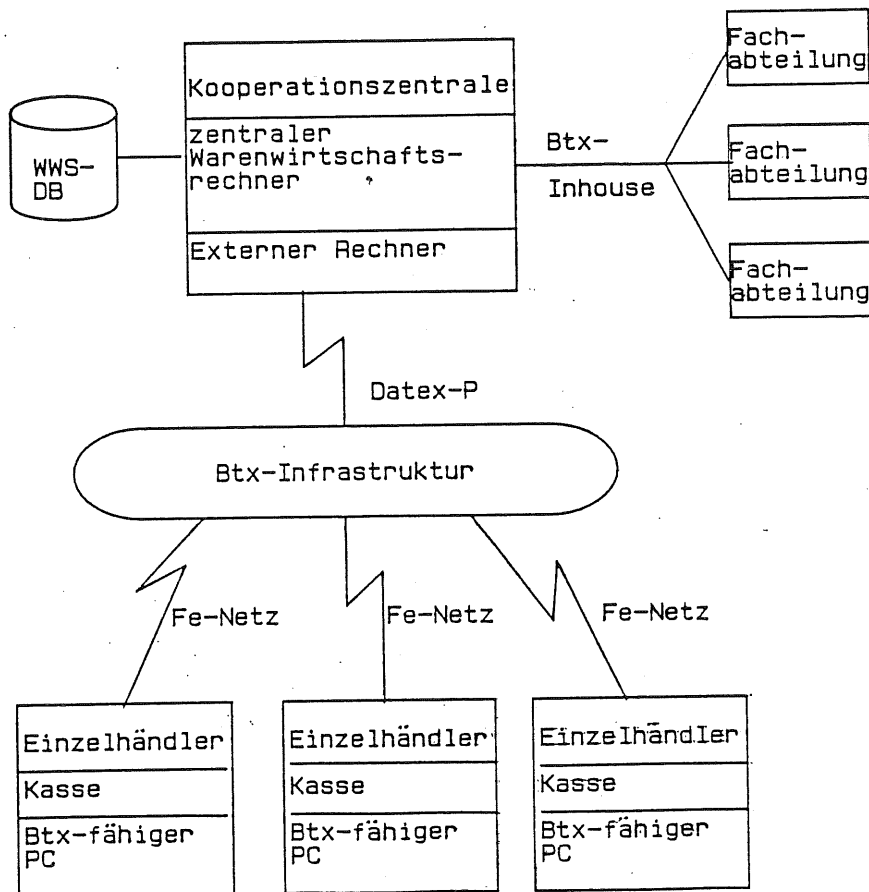 Kooperationszentrale
zentraler
Warenwirtschafts-
rechner
Externer Rechner
WWS-
DB
Btx-
Inhouse
Fach-
abteilung
Fach-
abteilung
Fach-
abteilung
Datex-P
Btx-Infrastruktur
Fe-Netz
Fe-Netz
Fe-Netz
Einzelhändler
Kasse
Btx-fähiger
PC
Einzelhändler
Kasse
Btx-fähiger
PC
Einzelhändler
Kasse
Btx-fähiger
PC